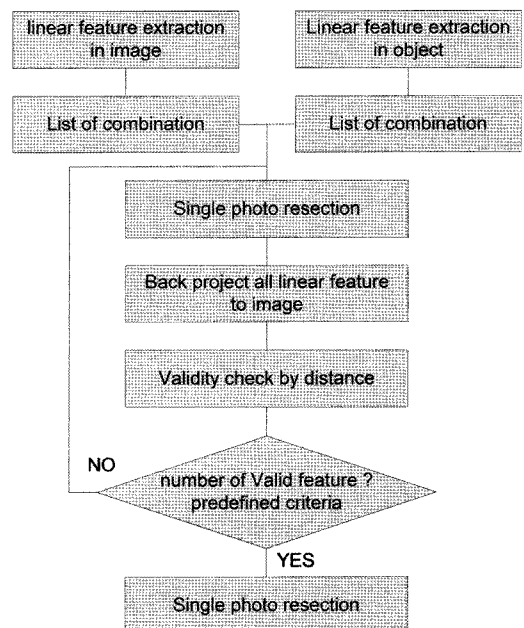 linear feature extraction
in image
Linear feature extraction
in object
List of combination
List of combination
Single photo resection
Back project all linear feature
to image
Validity check by distance
NO
number of Valid feature ?
predefined criteria
YES
Single photo resection